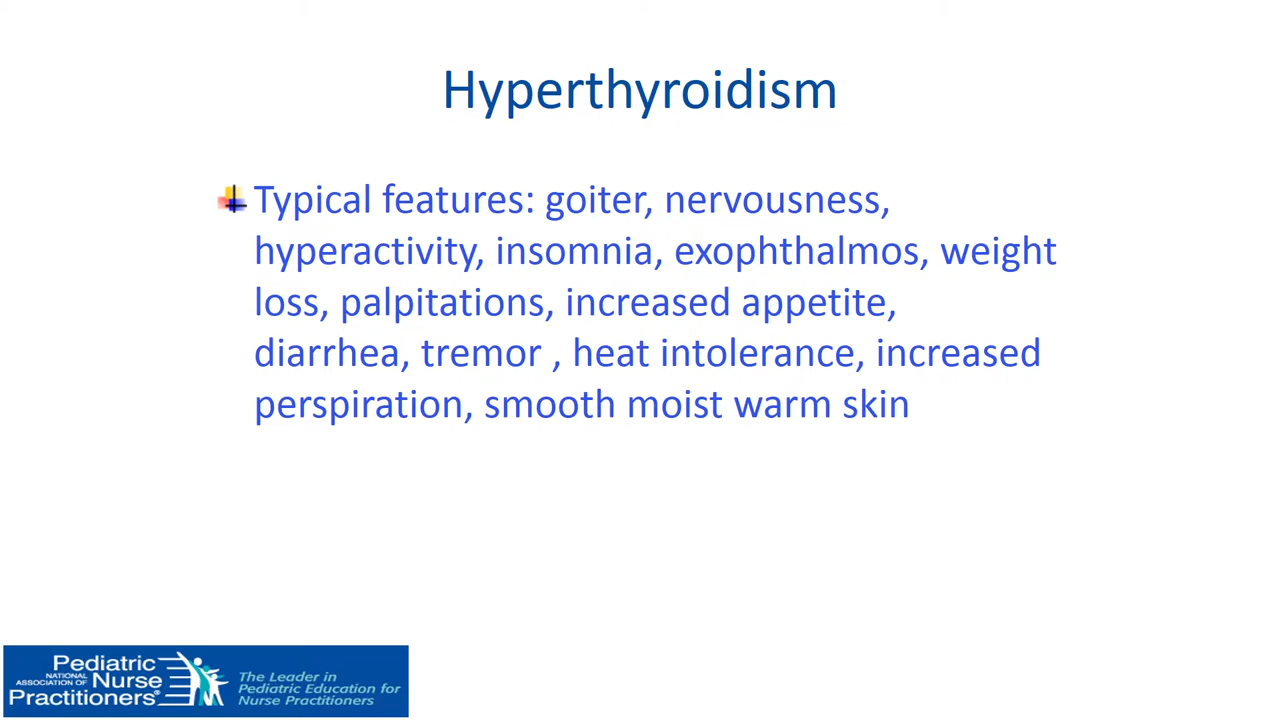 Hyperthyroidism
Typical features: goiter, nervousness,
hyperactivity, insomnia, exophthalmos, weight
loss, palpitations, increased appetite,
diarrhea, tremor , heat intolerance, increased
perspiration, smooth moist warm skin
Pediatric
NATIONAL
ASSOCIATION OF Nurse
Practitioners®
The Leader in
Pediatric Education for
Nurse Practitioners